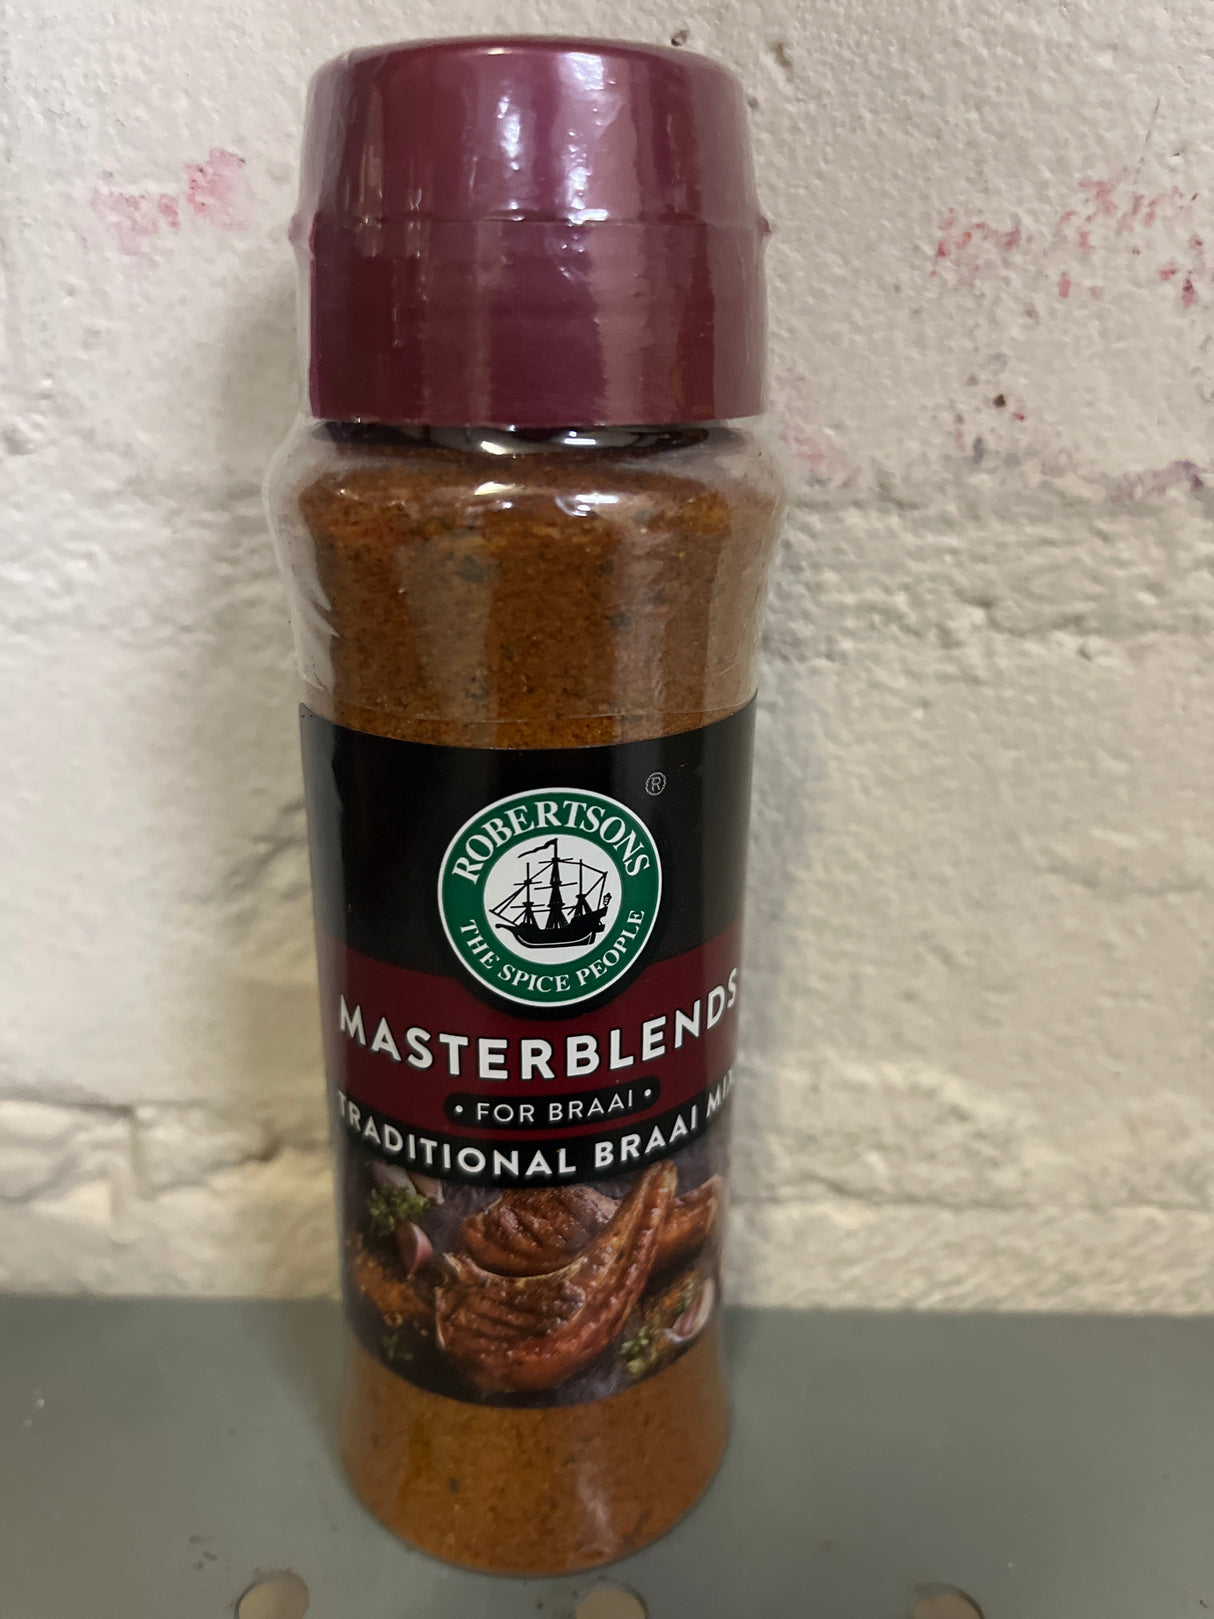 ®
ROBERTSONS
THE SPICE PEOPLE
MASTERBLENDS
• FOR BRAAI •
TRADITIONAL BRAAI MIX